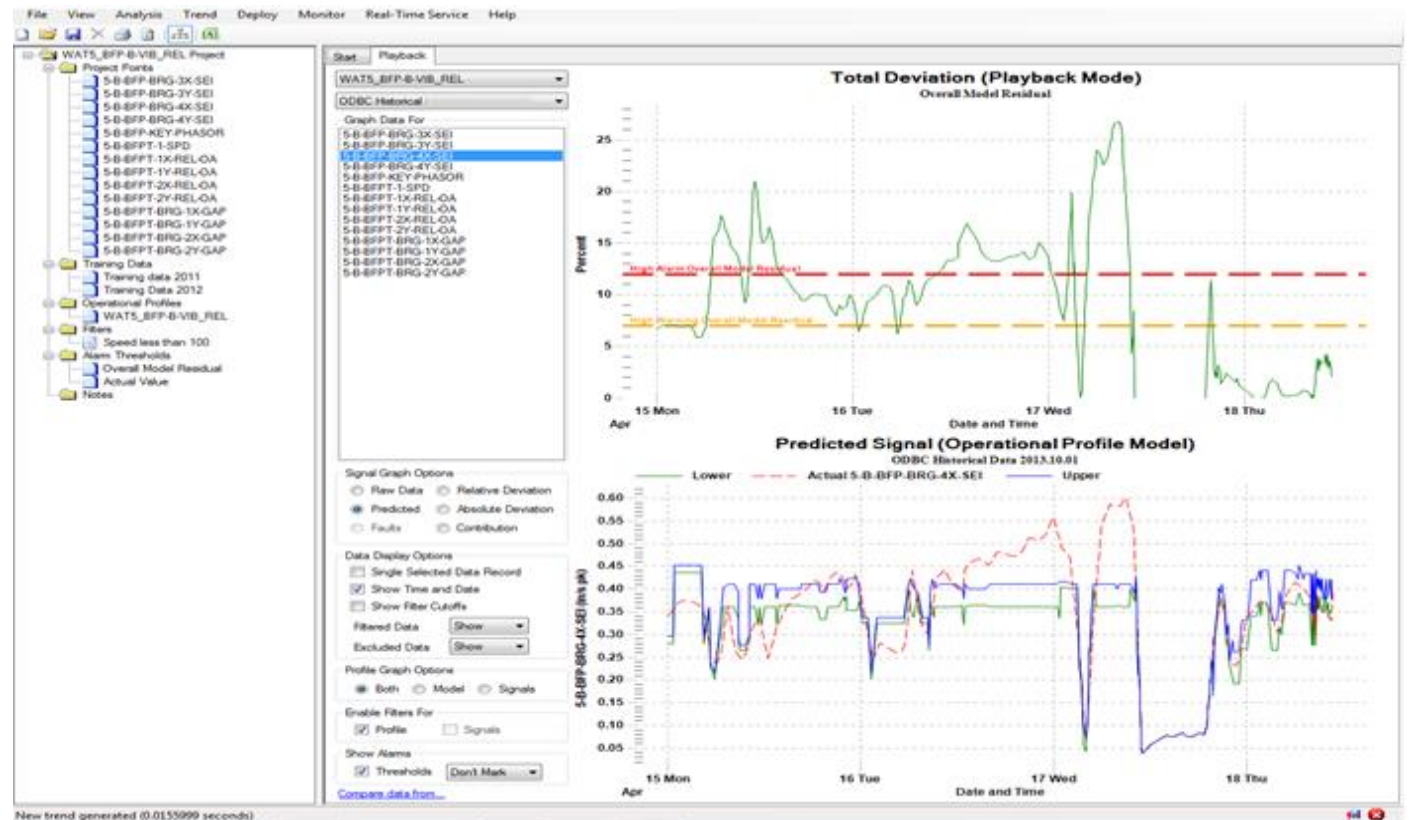 File View Analysis Trend Deploy Monitor Real-Time Service Help
WAT5_BFP-B-VIB_REL Project
Project Points
5-B-BFP-BRG-3X-SEI
5-B-BFP-BRG-3Y-SEI
5-B-BFP-BRG-4X-SEI
5-B-BFP-BRG-4Y-SEI
5-B-BFP-KEY-PHASOR
5-B-BFPT-1-SPD
5-B-BFPT-1X-REL-OA
5-B-BFPT-1Y-REL-OA
5-B-BFPT-2X-REL-OA
5-B-BFPT-2Y-REL-OA
5-B-BFPT-BRG-1X-GAP
5-B-BFPT-BRG-1Y-GAP
5-B-BFPT-BRG-2X-GAP
5-B-BFPT-BRG-2Y-GAP
Training Data
Training data 2011
Training Data 2012
Operational Profiles
WAT5_BFP-B-VIB_REL
Filters
Speed less than 100
Alarm Thresholds
Overall Model Residual
Actual Value
Notes
Start Playback
WAT5_BFP-B-VIB_REL
ODBC Historical
Graph Data For
5-B-BFP-BRG-3X-SEI
5-B-BFP-BRG-3Y-SEI
5-B-BFP-BRG-4X-SEI
5-B-BFP-BRG-4Y-SEI
5-B-BFP-KEY-PHASOR
5-B-BFPT-1-SPD
5-B-BFPT-1X-REL-OA
5-B-BFPT-1Y-REL-OA
5-B-BFPT-2X-REL-OA
5-B-BFPT-2Y-REL-OA
5-B-BFPT-BRG-1X-GAP
5-B-BFPT-BRG-1Y-GAP
5-B-BFPT-BRG-2X-GAP
5-B-BFPT-BRG-2Y-GAP
Signal Graph Options
Raw Data Relative Deviation
Predicted Absolute Deviation
Faults Contribution
Data Display Options
Single Selected Data Record
Show Time and Date
Show Filter Cutoffs
Filtered Data Show
Excluded Data Show
Profile Graph Options
Both Model Signals
Enable Filters For
Profile Signals
Show Alarms
Thresholds Don't Mark
Compare data from...
Total Deviation (Playback Mode)
Overall Model Residual
Percent
25
20
15
High Alarm Overall Model Residual
10
High Warning Overall Model Residual
5
0
15 Mon 16 Tue 17 Wed 18 Thu
Apr Date and Time
Predicted Signal (Operational Profile Model)
ODBC Historical Data 2013.10.01
Lower Actual 5-B-BFP-BRG-4X-SEI Upper
5-B-BFP-BRG-4X-SEI (in/s pk)
0.60
0.55
0.50
0.45
0.40
0.35
0.30
0.25
0.20
0.15
0.10
0.05
15 Mon 16 Tue 17 Wed 18 Thu
Apr Date and Time
New trend generated (0.0155999 seconds)